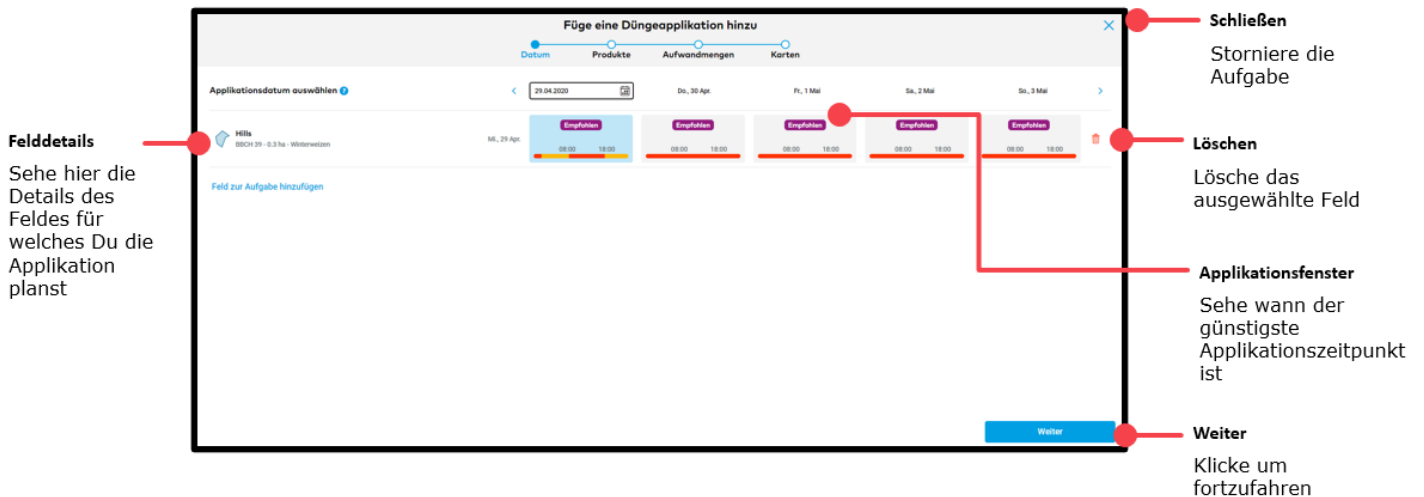 Füge eine Düngeapplikation hinzu
Datum Produkte Aufwandmengen Karten
Applikationsdatum auswählen ?
29.04.2020 Do., 30 Apr. Fr., 1 Mai Sa., 2 Mai So., 3 Mai
Hills
BBCH 39 - 0.3 ha - Winterweizen
Mi., 29 Apr.
Empfohlen Empfohlen Empfohlen Empfohlen Empfohlen
08:00 18:00 08:00 18:00 08:00 18:00 08:00 18:00 08:00 18:00
Feld zur Aufgabe hinzufügen
Weiter
Felddetails
Sehe hier die
Details des
Feldes für
welches Du die
Applikation
planst
Schließen
Storniere die
Aufgabe
Löschen
Lösche das
ausgewählte Feld
Applikationsfenster
Sehe wann der
günstigste
Applikationszeitpunkt
ist
Weiter
Klicke um
fortzufahren